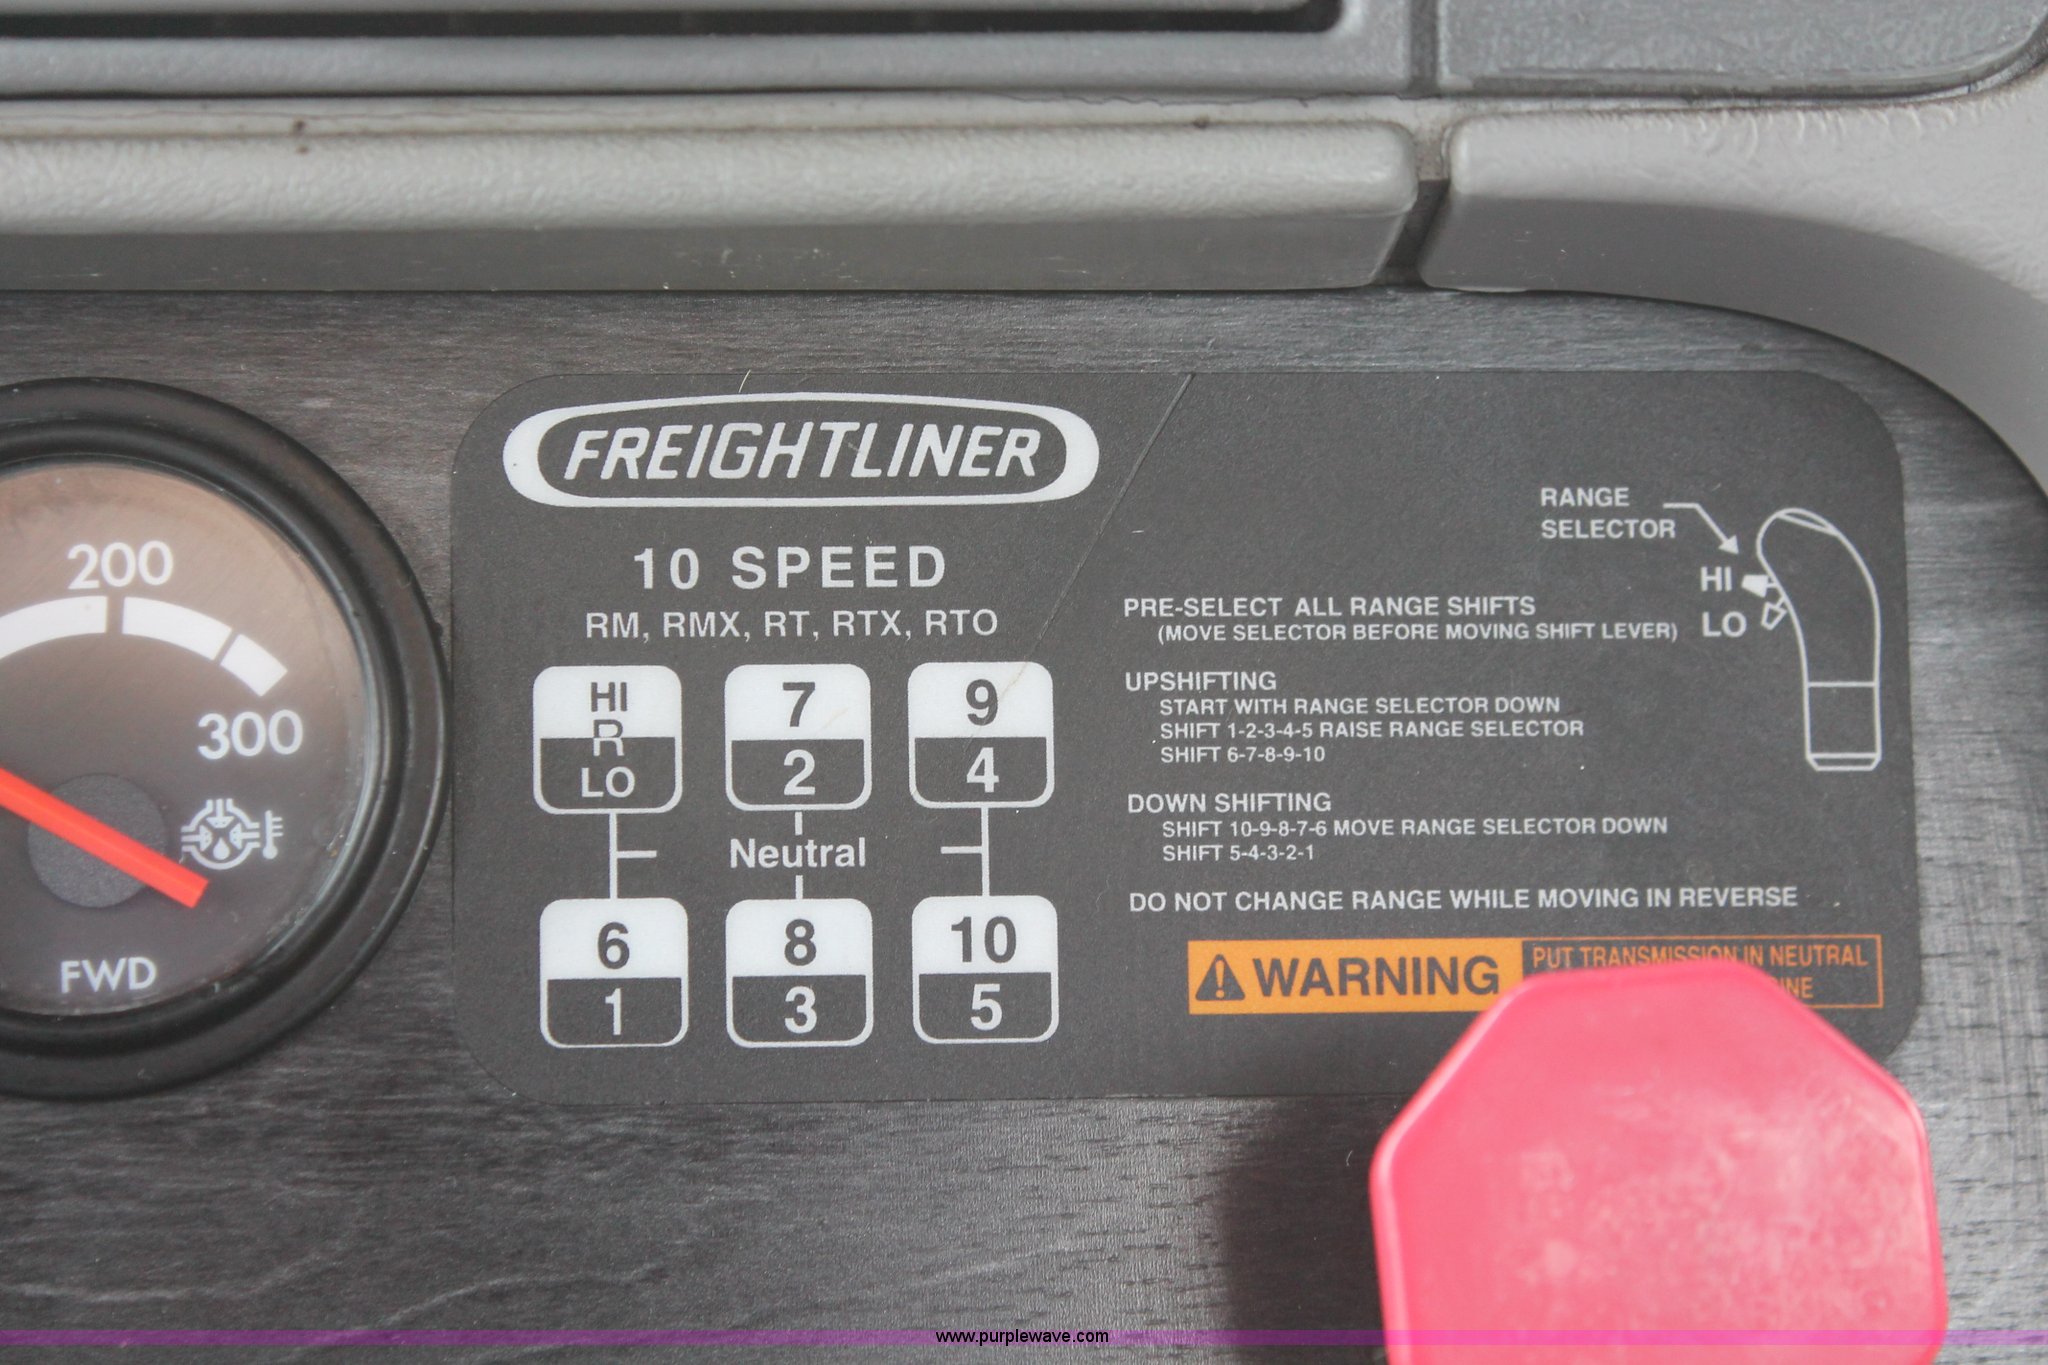 200
300
FWD
FREIGHTLINER
10 SPEED
RM, RMX, RT, RTX, RTO
HI
R
LO
7
2
9
4
Neutral
6
1
8
3
10
5
RANGE
SELECTOR
HI
LO
PRE-SELECT ALL RANGE SHIFTS
(MOVE SELECTOR BEFORE MOVING SHIFT LEVER)
UPSHIFTING
START WITH RANGE SELECTOR DOWN
SHIFT 1-2-3-4-5 RAISE RANGE SELECTOR
SHIFT 6-7-8-9-10
DOWN SHIFTING
SHIFT 10-9-8-7-6 MOVE RANGE SELECTOR DOWN
SHIFT 5-4-3-2-1
DO NOT CHANGE RANGE WHILE MOVING IN REVERSE
WARNING
PUT TRANSMISSION IN NEUTRAL
www.purplewave.com